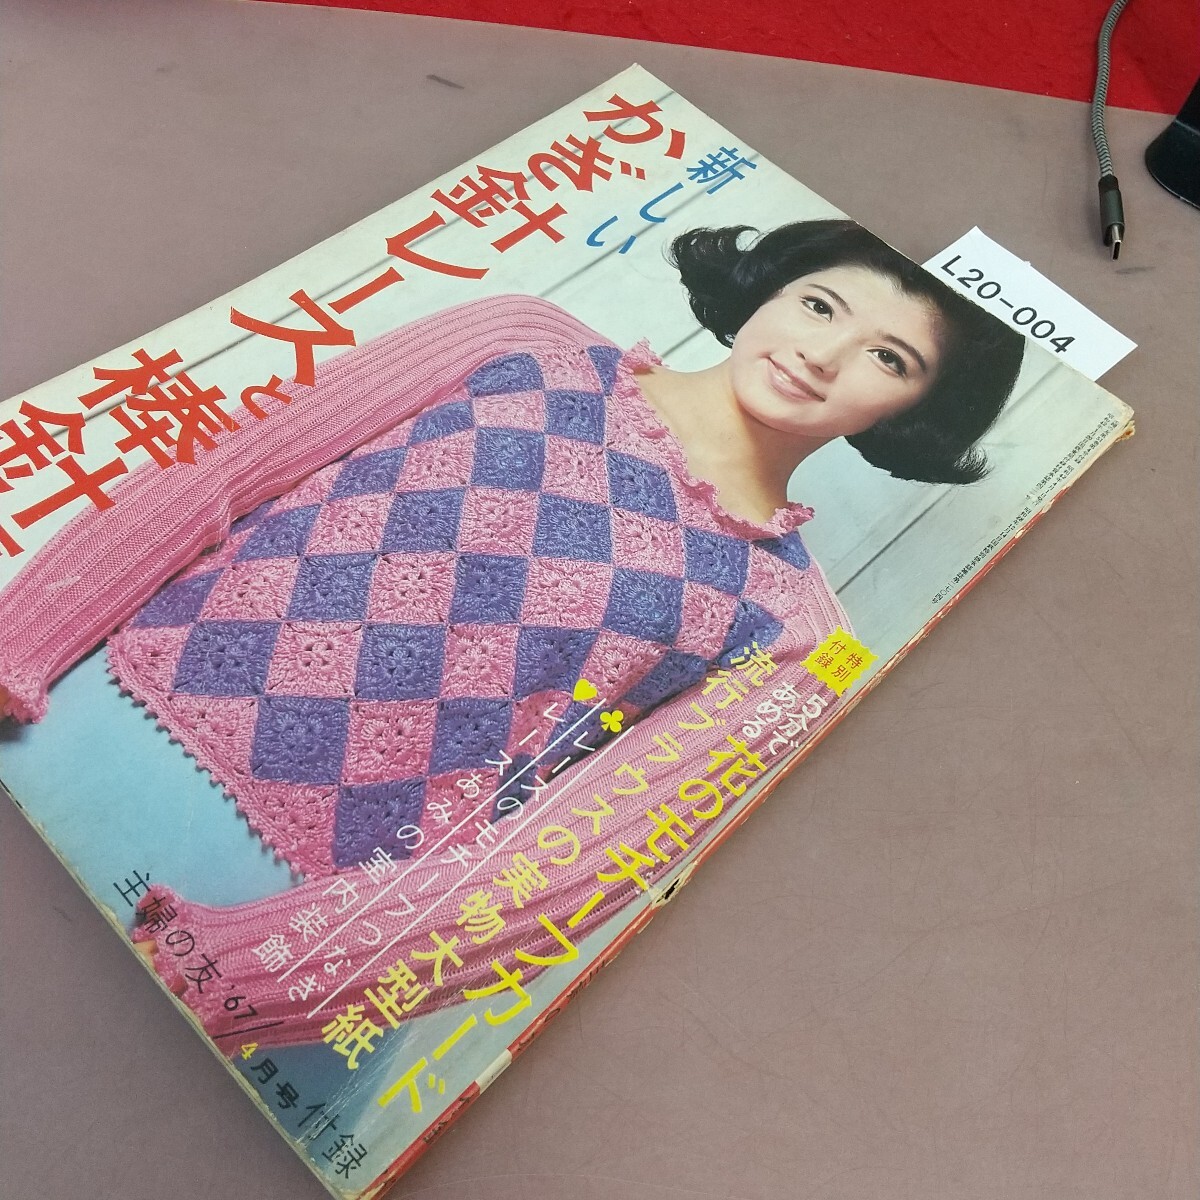 新しい
かぎ針レースと
棒針
特別
付録
5分で
あめる
花のモチーフカード
流行ブラウスの実物大型紙
♣レースのモチーフつなぎ
♥レースあみの室内装飾
主婦の友'67/4月号付録
L20-004